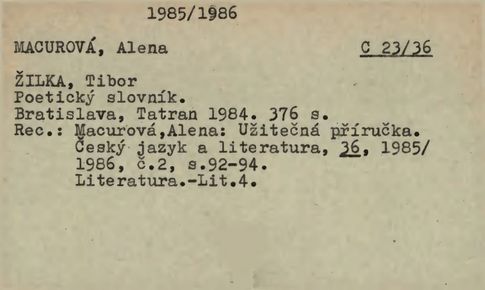 1985/1986
MACUROVÁ, Alena C 23/36
ŽILKA, Tibor
Poetický slovník.
Bratislava, Tatran 1984. 376 s.
Rec.: Macurová,Alena: Užitečná příručka.
Český jazyk a literatura, 36, 1985/
1986, č.2, s.92-94.
Literatura.-Lit.4.